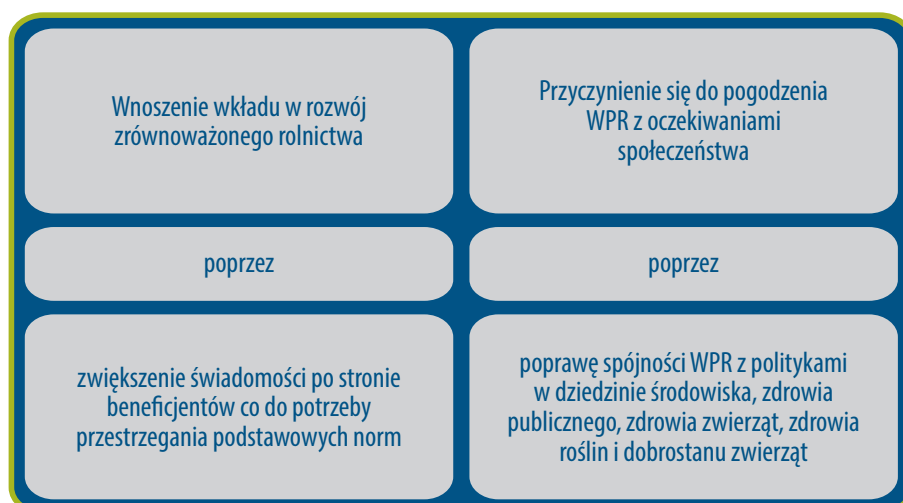 Wnoszenie wkładu w rozwój
zrównoważonego rolnictwa
Przyczynienie się do pogodzenia
WPR z oczekiwaniami
społeczeństwa
poprzez
poprzez
zwiększenie świadomości po stronie
beneficjentów co do potrzeby
przestrzegania podstawowych norm
poprawę spójności WPR z politykami
w dziedzinie środowiska, zdrowia
publicznego, zdrowia zwierząt, zdrowia
roślin i dobrostanu zwierząt